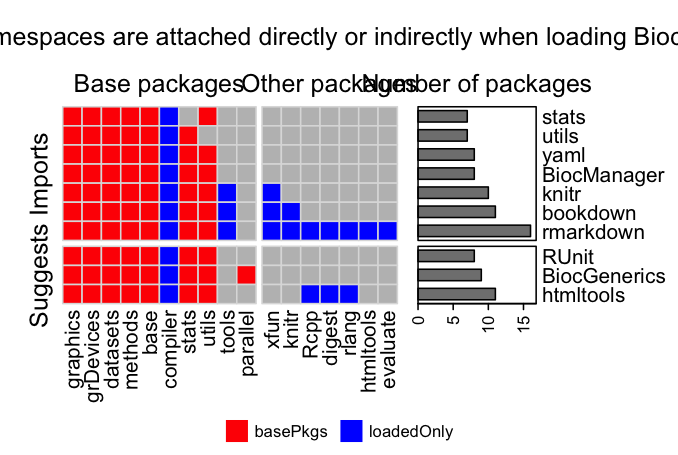 mespaces are attached directly or indirectly when loading Bioc
Base packages Other packages Number of packages
Imports
Suggests
stats
utils
yaml
BiocManager
knitr
bookdown
rmarkdown
RUnit
BiocGenerics
htmltools
graphics
grDevices
datasets
methods
base
compiler
stats
utils
tools
parallel
xfun
knitr
Rcpp
digest
rlang
htmltools
evaluate
0 5 10 15
basePkgs loadedOnly